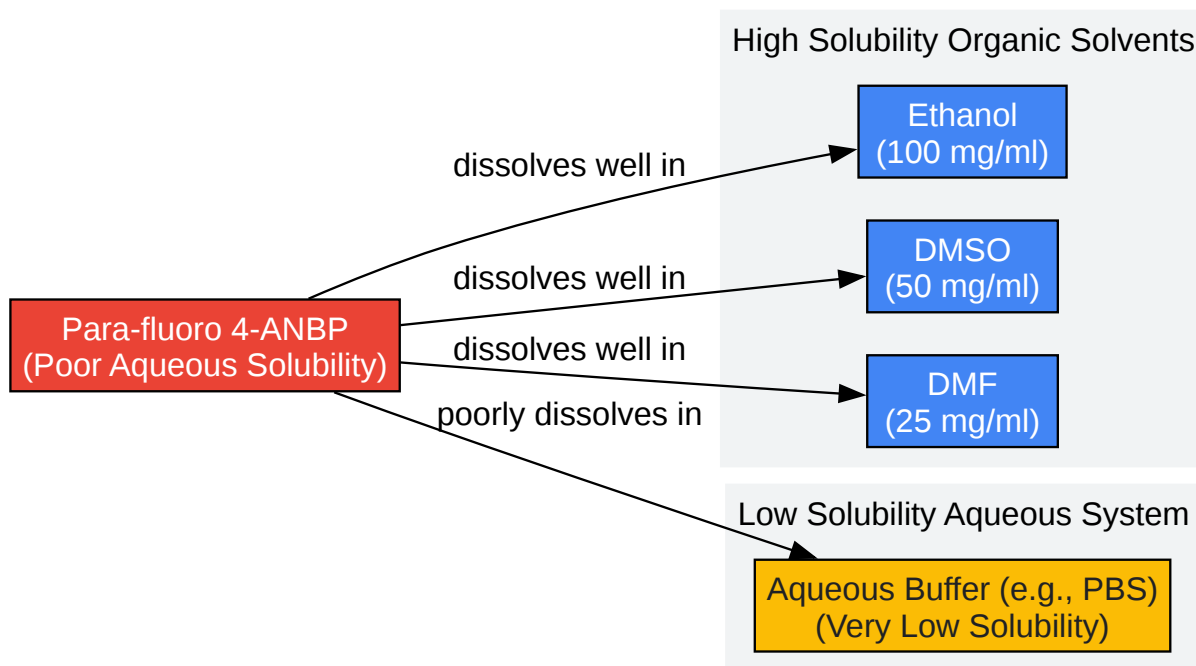 High Solubility Organic Solvents
Ethanol
(100 mg/ml)
dissolves well in
DMSO
(50 mg/ml)
dissolves well in
Para-fluoro 4-ANBP
(Poor Aqueous Solubility)
dissolves well in
DMF
(25 mg/ml)
poorly dissolves in
Low Solubility Aqueous System
Aqueous Buffer (e.g., PBS)
(Very Low Solubility)